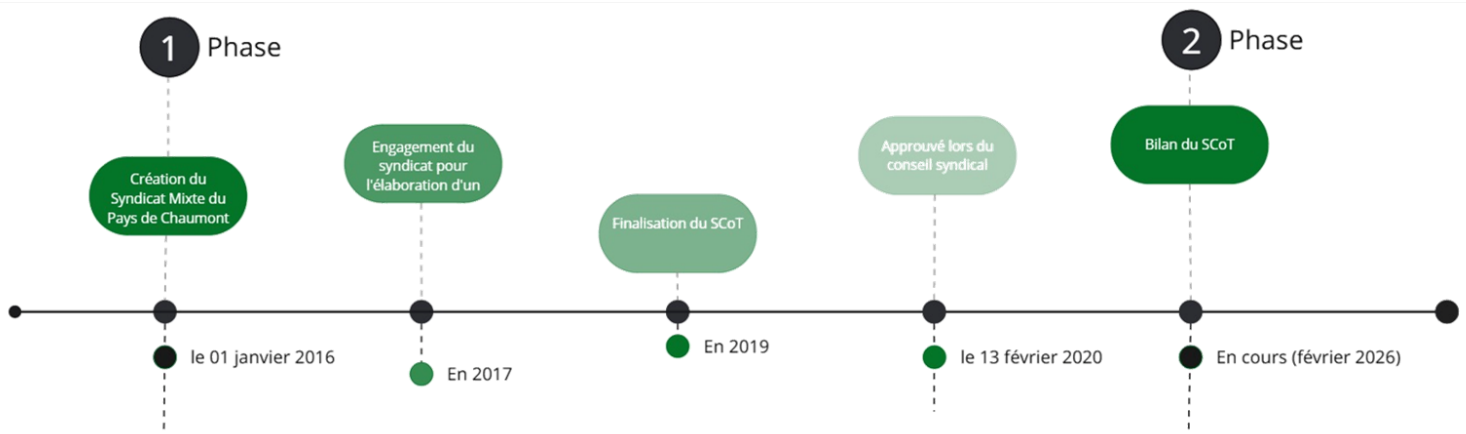 1 Phase
2 Phase
Création du
Syndicat Mixte du
Pays de Chaumont
Engagement du
syndicat pour
l'élaboration d'un
Finalisation du SCoT
Approuvé lors du
conseil syndical
Bilan du SCoT
le 01 janvier 2016
En 2017
En 2019
le 13 février 2020
En cours (février 2026)